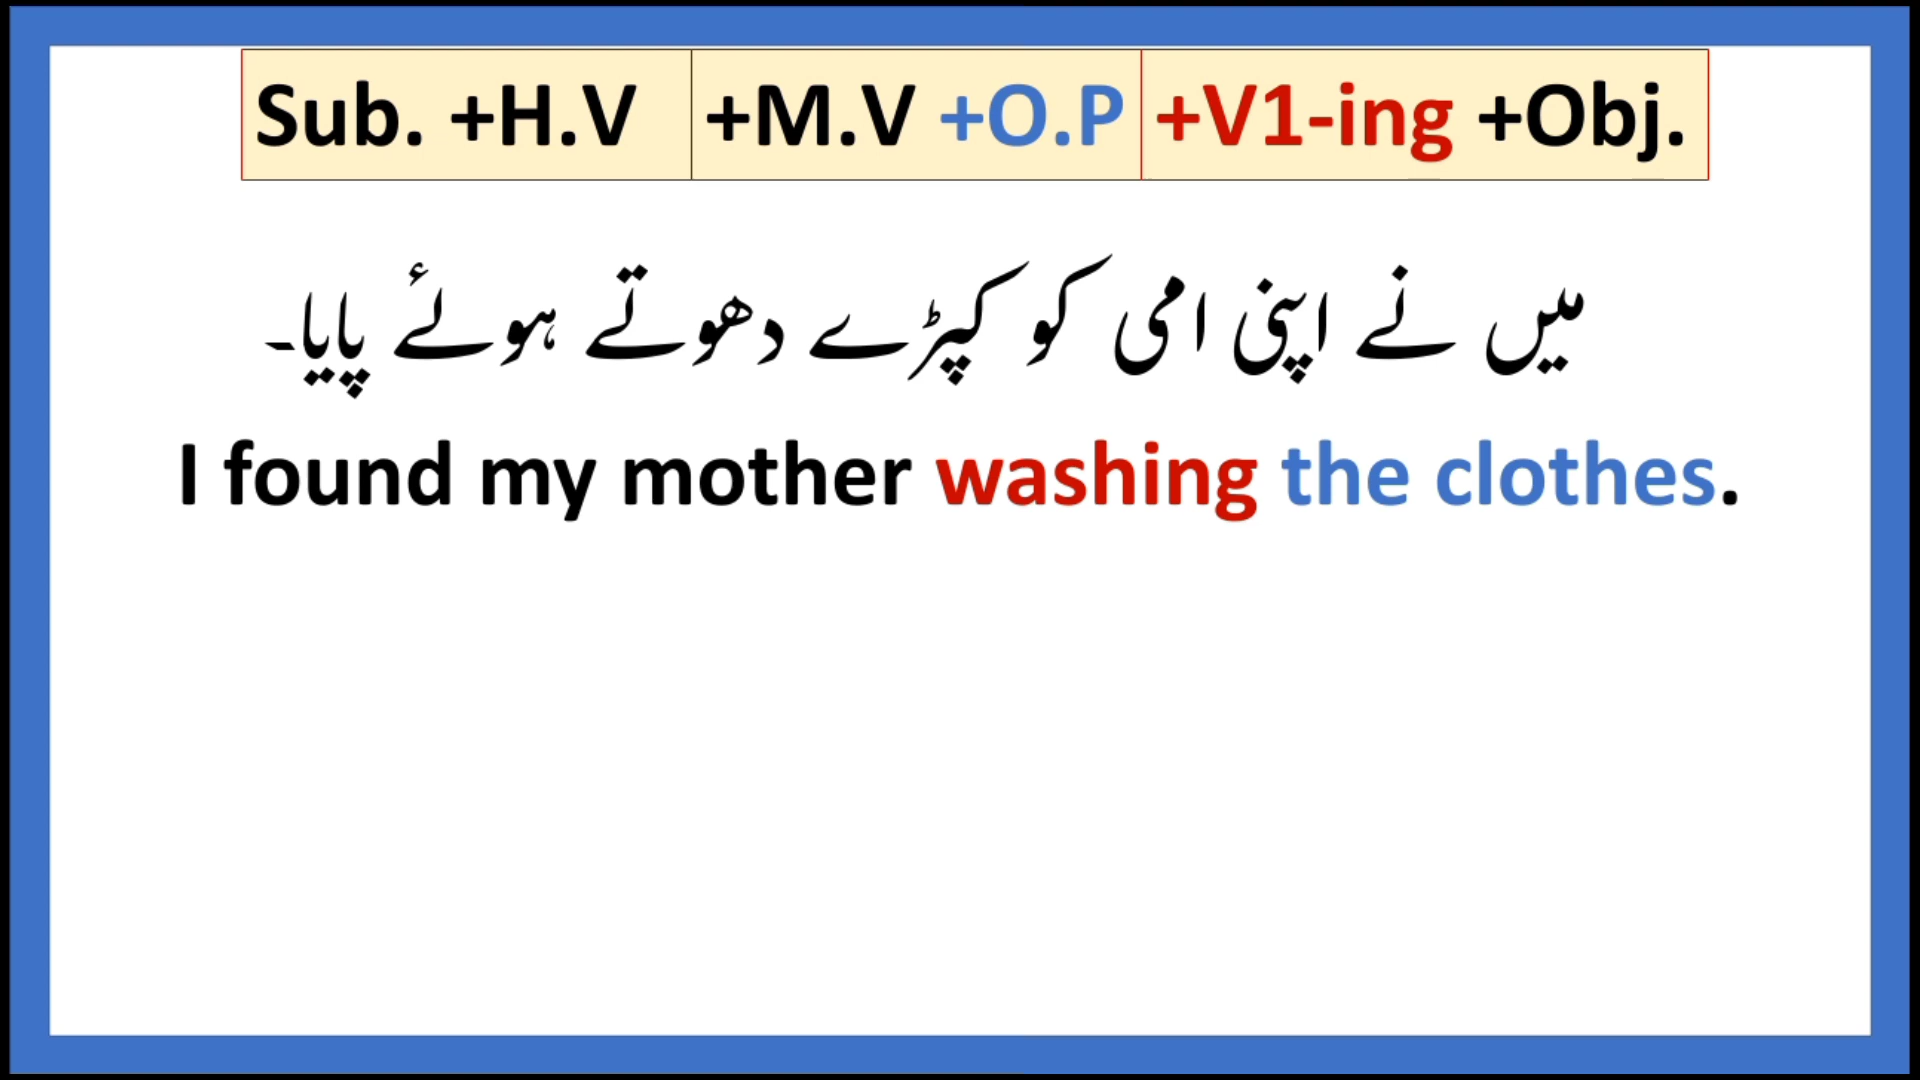 Sub. +H.V +M.V +O.P +V1-ing +Obj.
میں نے اپنی امی کو کپڑے دھوتے ہوئے پایا۔
I found my mother washing the clothes.